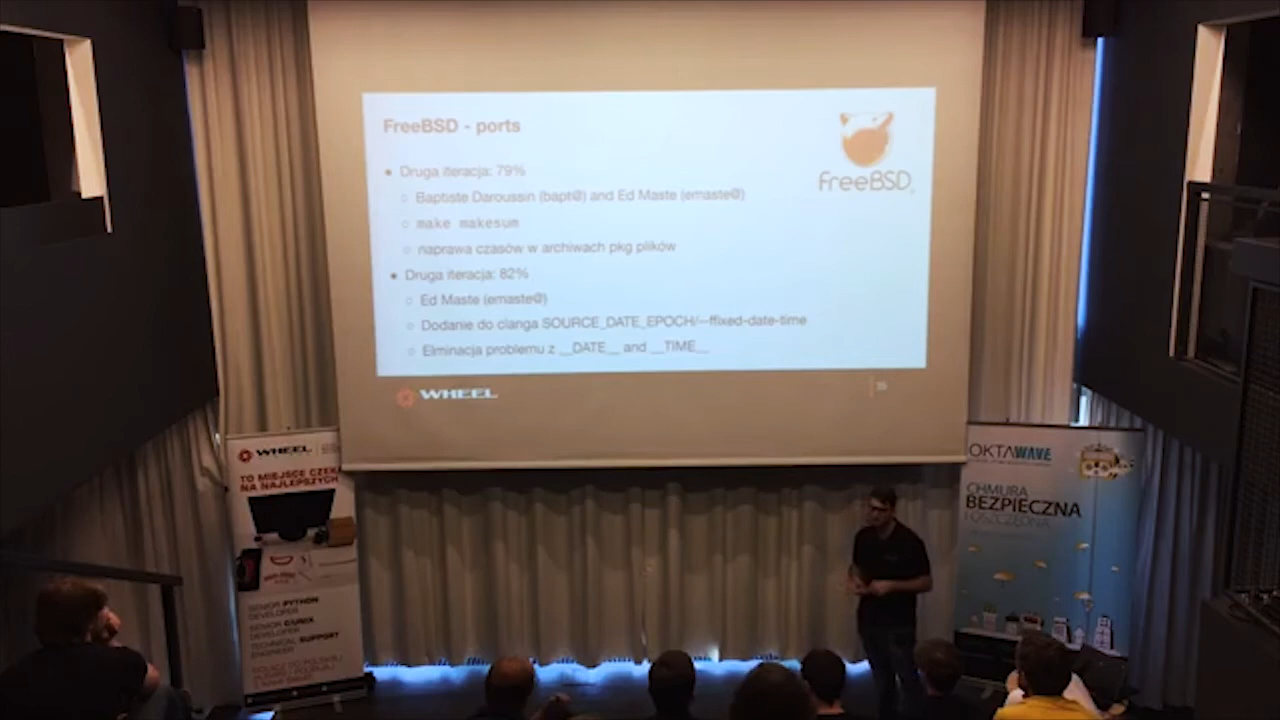 FreeBSD - ports
FreeBSD
Druga iteracja: 79%
Baptiste Daroussin (bapt@) and Ed Maste (emaste@)
make makesum
naprawa czasów w archiwach pkg plików
Druga iteracja: 82%
Ed Maste (emaste@)
Dodanie do clanga SOURCE_DATE_EPOCH/--ffixed-date-time
Elminacja problemu z __DATE__ and __TIME__
WHEEL
WHEEL
TO MIEJSCE CZEKA
NA NAJLEPSZYCH
SENIOR PYTHON
DEVELOPER
SENIOR C/UNIX
DEVELOPER
TECHNICAL SUPPORT
ENGINEER
OKTAWAVE
CHMURA
BEZPIECZNA
I OSZCZĘDNA